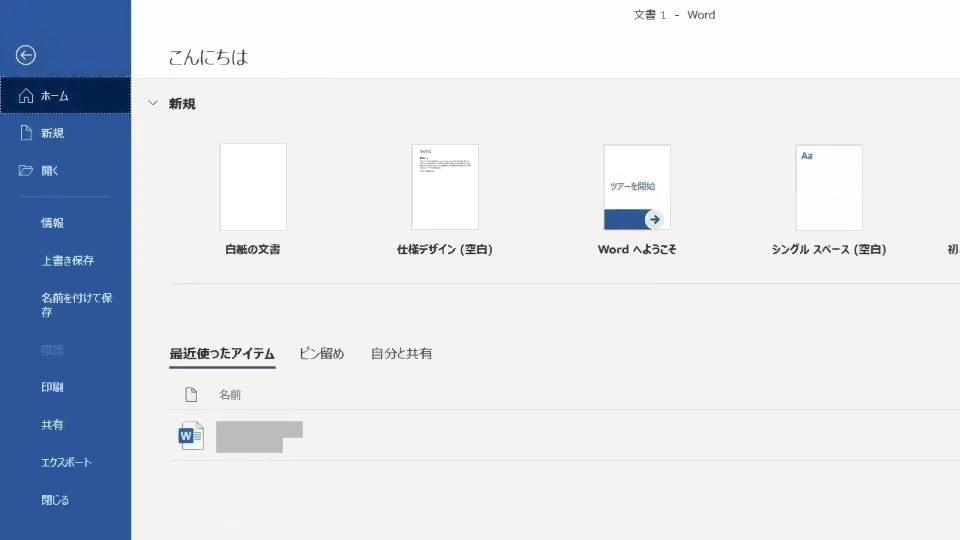 文書 1 - Word
こんにちは
ホーム
新規
開く
情報
上書き保存
名前を付けて保
存
履歴
印刷
共有
エクスポート
閉じる
新規
ツアーを開始
Aa
白紙の文書
仕様デザイン (空白)
Word へようこそ
シングル スペース (空白)
初
最近使ったアイテム
ピン留め
自分と共有
名前
W